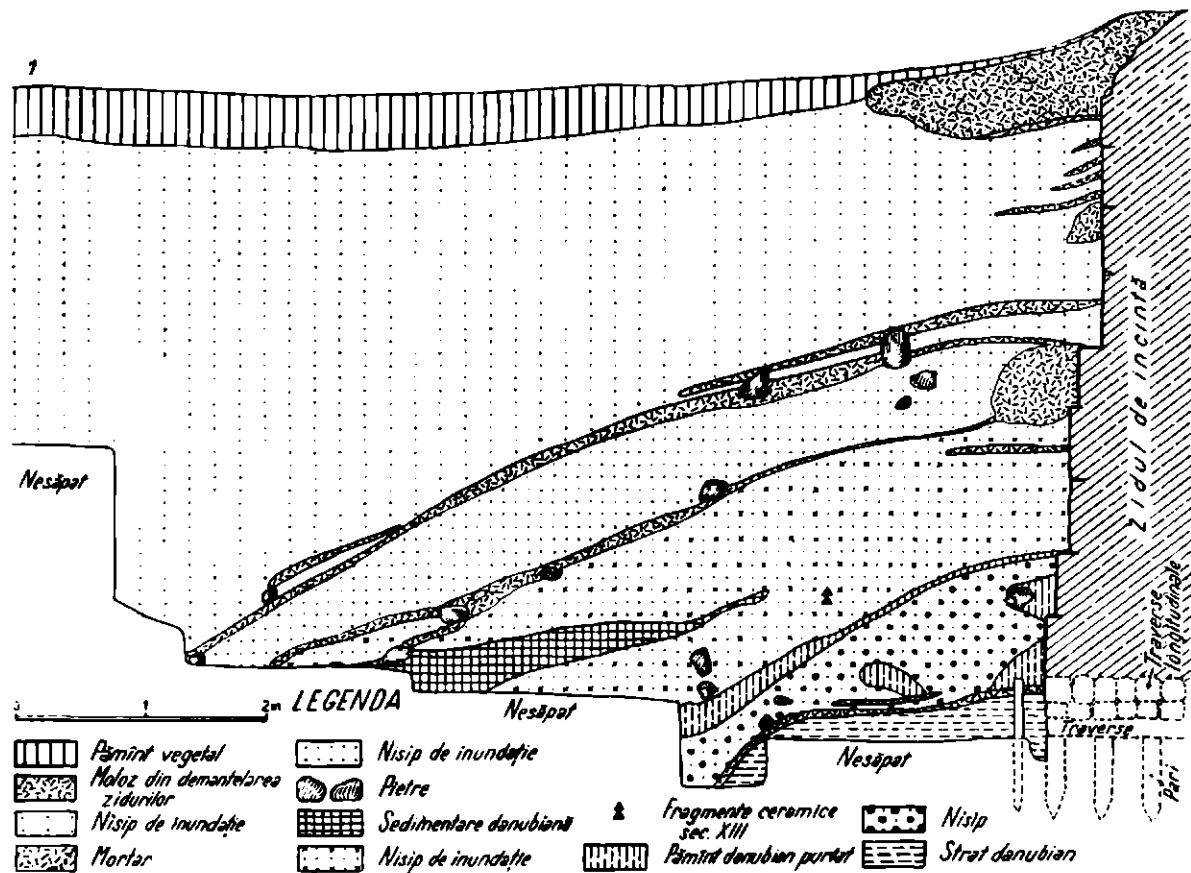 1
Zidul de incintă
Nesăpat
Traverse
longitudinale
LEGENDA
1
2m
Nesăpat
Traverse
Nesăpat
Pari
Pămînt vegetal
Moloz din demantelarea
zidurilor
Nisip de inundație
Mortar
Nisip de inundație
Pietre
Sedimentare danubiană
Nisip de inundație
Fragmente ceramice
sec. XIII
Pămînt danubian purtat
Nisip
Strat danubian